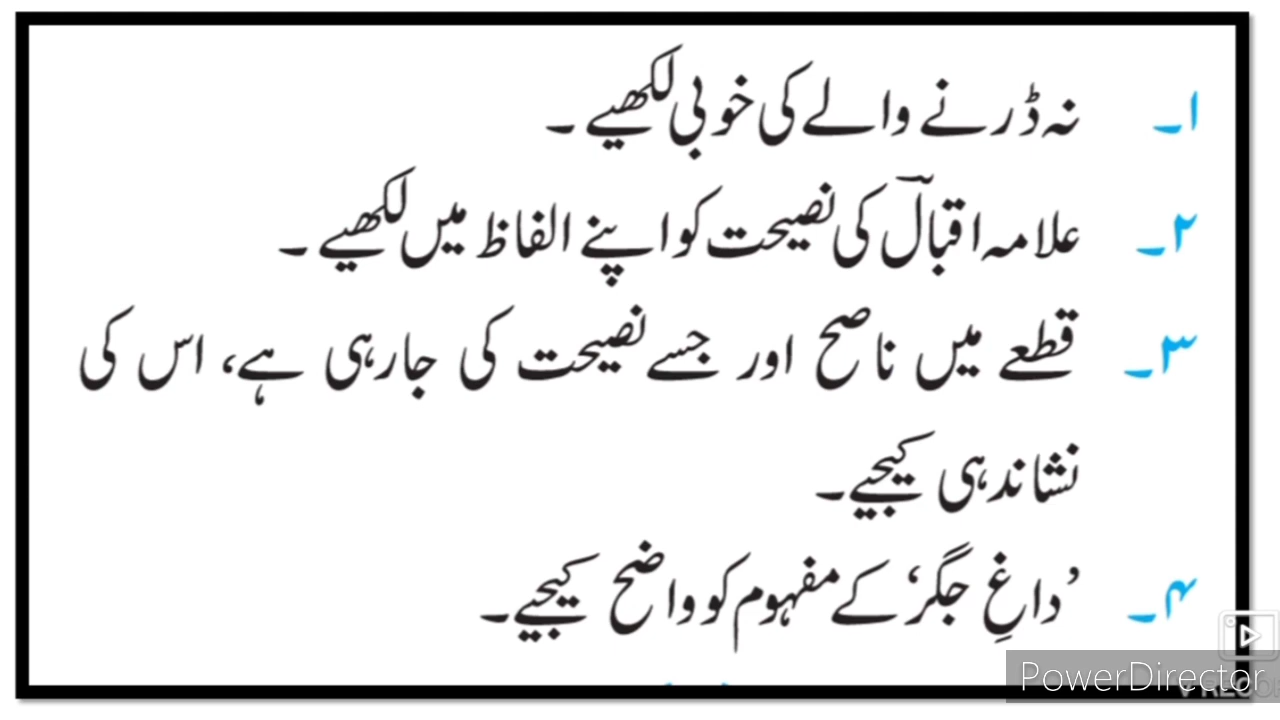 ۱۔ نہ ڈرنے والے کی خوبی لکھیے۔
۲۔ علامہ اقبالؔ کی نصیحت کو اپنے الفاظ میں لکھیے۔
۳۔ قطعے میں ناصح اور جسے نصیحت کی جارہی ہے، اس کی
نشاندہی کیجیے۔
۴۔ ’داغِ جگر‘ کے مفہوم کو واضح کیجیے۔
PowerDirector